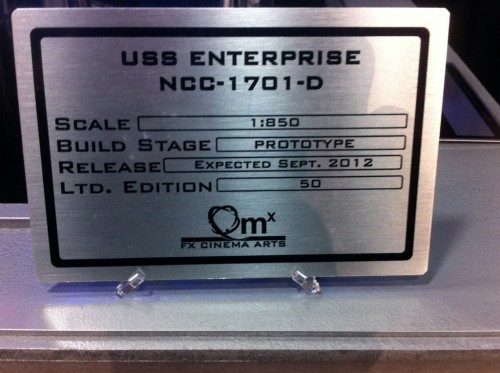 USS ENTERPRISE
NCC-1701-D
SCALE 1:850
BUILD STAGE PROTOTYPE
RELEASE EXPECTED SEPT. 2012
LTD. EDITION 50
Qmx
FX CINEMA ARTS